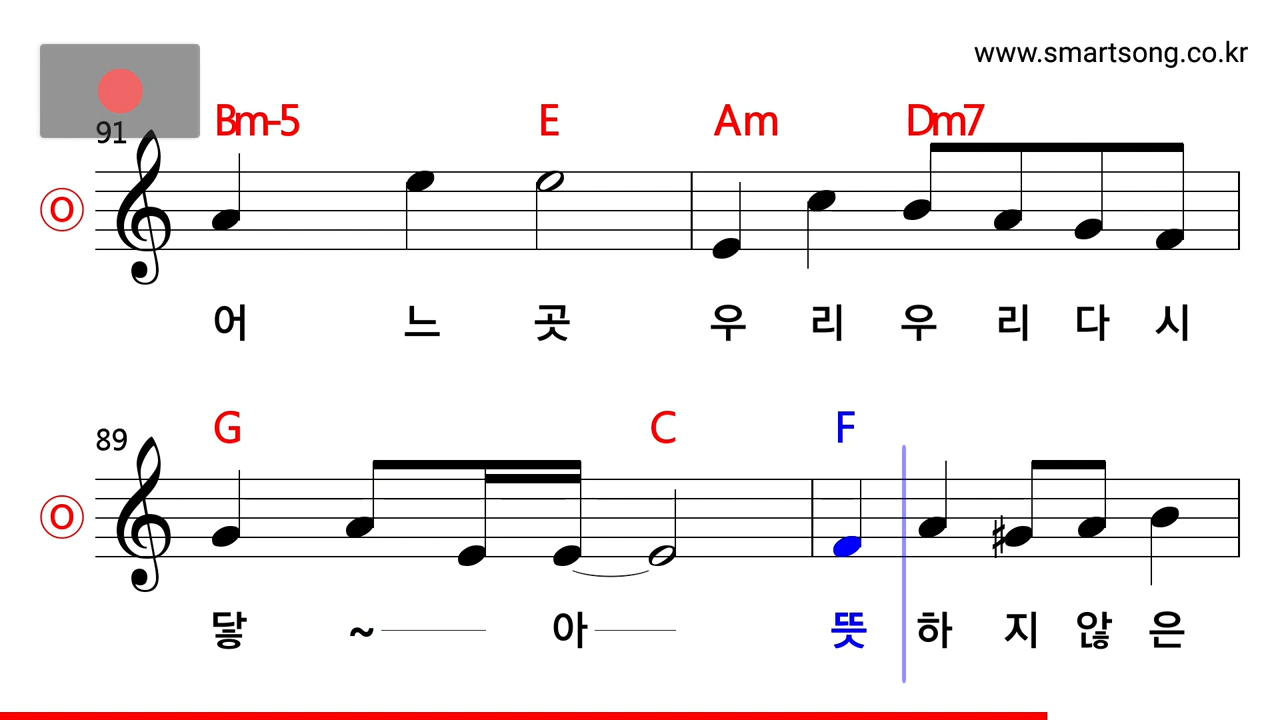 www.smartsong.co.kr
91 Bm-5 E Am Dm7
O
어 느 곳 우 리 우 리 다 시
89 G C F
O
닿 ~ 아 뜻 하 지 않 은